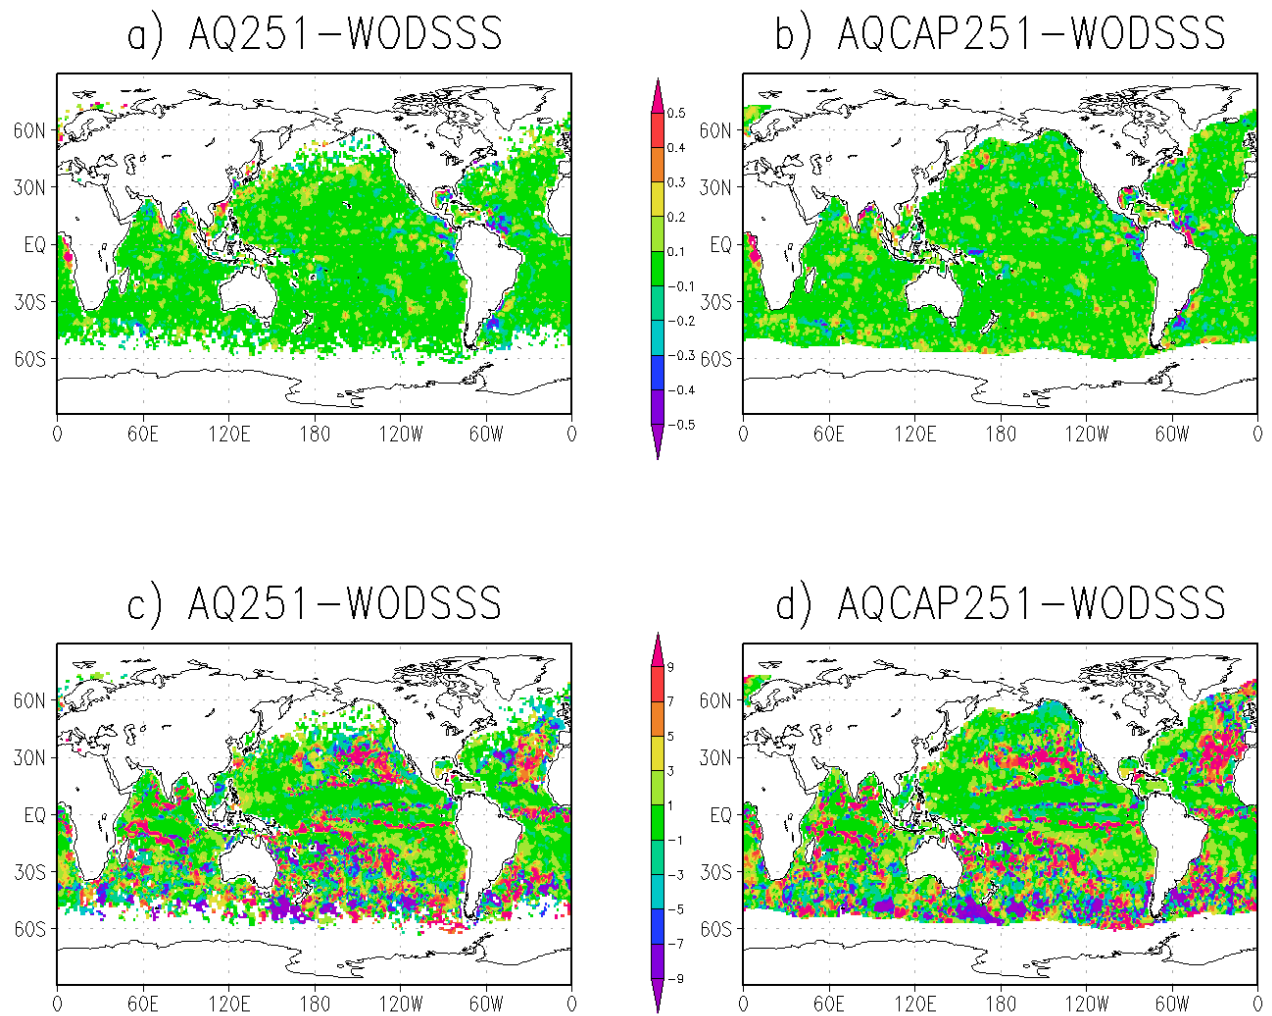 a) AQ251-WODSSS
b) AQCAP251-WODSSS
60N
30N
EQ
30S
60S
0 60E 120E 180 120W 60W 0
0.5
0.4
0.3
0.2
0.1
-0.1
-0.2
-0.3
-0.4
-0.5
60N
30N
EQ
30S
60S
0 60E 120E 180 120W 60W 0
c) AQ251-WODSSS
d) AQCAP251-WODSSS
60N
30N
EQ
30S
60S
0 60E 120E 180 120W 60W 0
9
7
5
3
1
-1
-3
-5
-7
-9
60N
30N
EQ
30S
60S
0 60E 120E 180 120W 60W 0